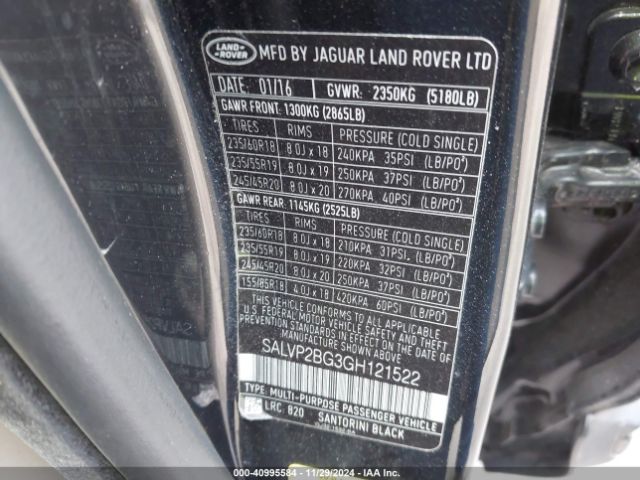 LAND-ROVER
MFD BY JAGUAR LAND ROVER LTD
DATE: 01/16 GVWR: 2350KG (5180LB)
GAWR FRONT: 1300KG (2865LB)
TIRES RIMS PRESSURE (COLD SINGLE)
235/60R18 8.0J x 18 240KPA 35PSI (LB/PO²)
235/55R19 8.0J x 19 250KPA 37PSI (LB/PO²)
245/45R20 8.0J x 20 270KPA 40PSI (LB/PO²)
GAWR REAR: 1145KG (2525LB)
TIRES RIMS PRESSURE (COLD SINGLE)
235/60R18 8.0J x 18 210KPA 31PSI, (LB/PO²)
235/55R19 8.0J x 19 220KPA 32PSI (LB/PO²)
245/45R20 8.0J x 20 250KPA 37PSI (LB/PO²)
155/85R18 4.0J x 18 420KPA 60PSI (LB/PO²)
THIS VEHICLE CONFORMS TO ALL APPLICABLE
U.S. FEDERAL MOTOR VEHICLE SAFETY AND THEFT
PREVENTION STANDARDS IN EFFECT ON THE DATE
OF MANUFACTURE SHOWN ABOVE.
SALVP2BG3GH121522
TYPE: MULTI-PURPOSE PASSENGER VEHICLE
LRC: 820 SANTORINI BLACK
WWW.IAAI.COM - 40995584 - 11/29/2024 - IAA, Inc.